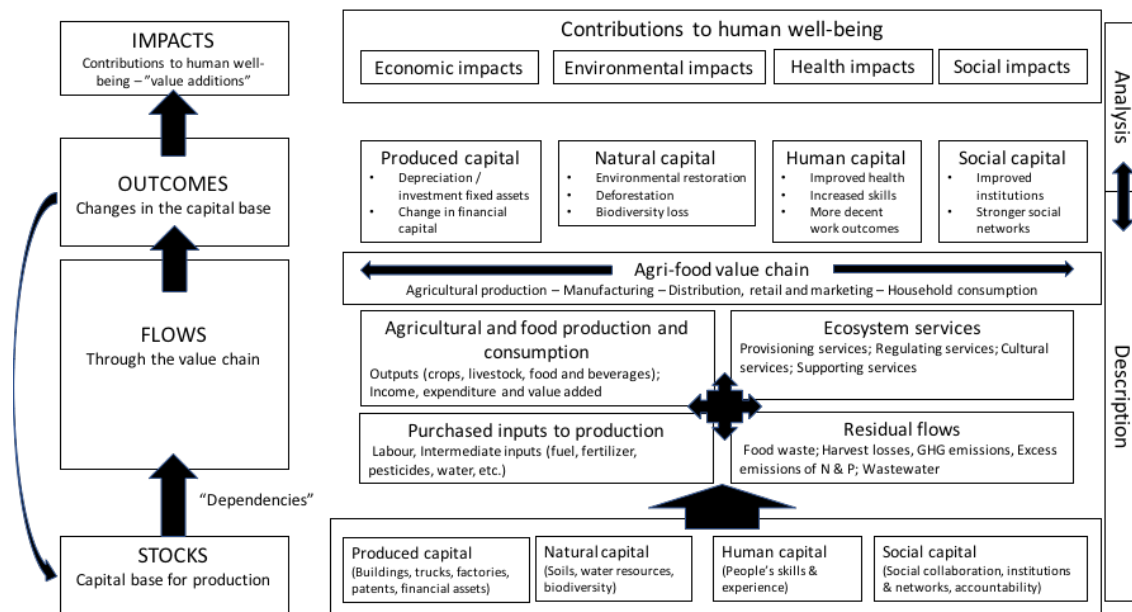 IMPACTS
Contributions to human well-
being – ”value additions”
OUTCOMES
Changes in the capital base
FLOWS
Through the value chain
“Dependencies”
STOCKS
Capital base for production
Contributions to human well-being
Economic impacts
Environmental impacts
Health impacts
Social impacts
Produced capital
• Depreciation /
investment fixed assets
• Change in financial
capital
Natural capital
• Environmental restoration
• Deforestation
• Biodiversity loss
Human capital
• Improved health
• Increased skills
• More decent
work outcomes
Social capital
• Improved
institutions
• Stronger social
networks
Agri-food value chain
Agricultural production – Manufacturing – Distribution, retail and marketing – Household consumption
Agricultural and food production and
consumption
Outputs (crops, livestock, food and beverages);
Income, expenditure and value added
Ecosystem services
Provisioning services; Regulating services; Cultural
services; Supporting services
Purchased inputs to production
Labour, Intermediate inputs (fuel, fertilizer,
pesticides, water, etc.)
Residual flows
Food waste; Harvest losses, GHG emissions, Excess
emissions of N & P; Wastewater
Produced capital
(Buildings, trucks, factories,
patents, financial assets)
Natural capital
(Soils, water resources,
biodiversity)
Human capital
(People’s skills &
experience)
Social capital
(Social collaboration, institutions
& networks, accountability)
Analysis
Description